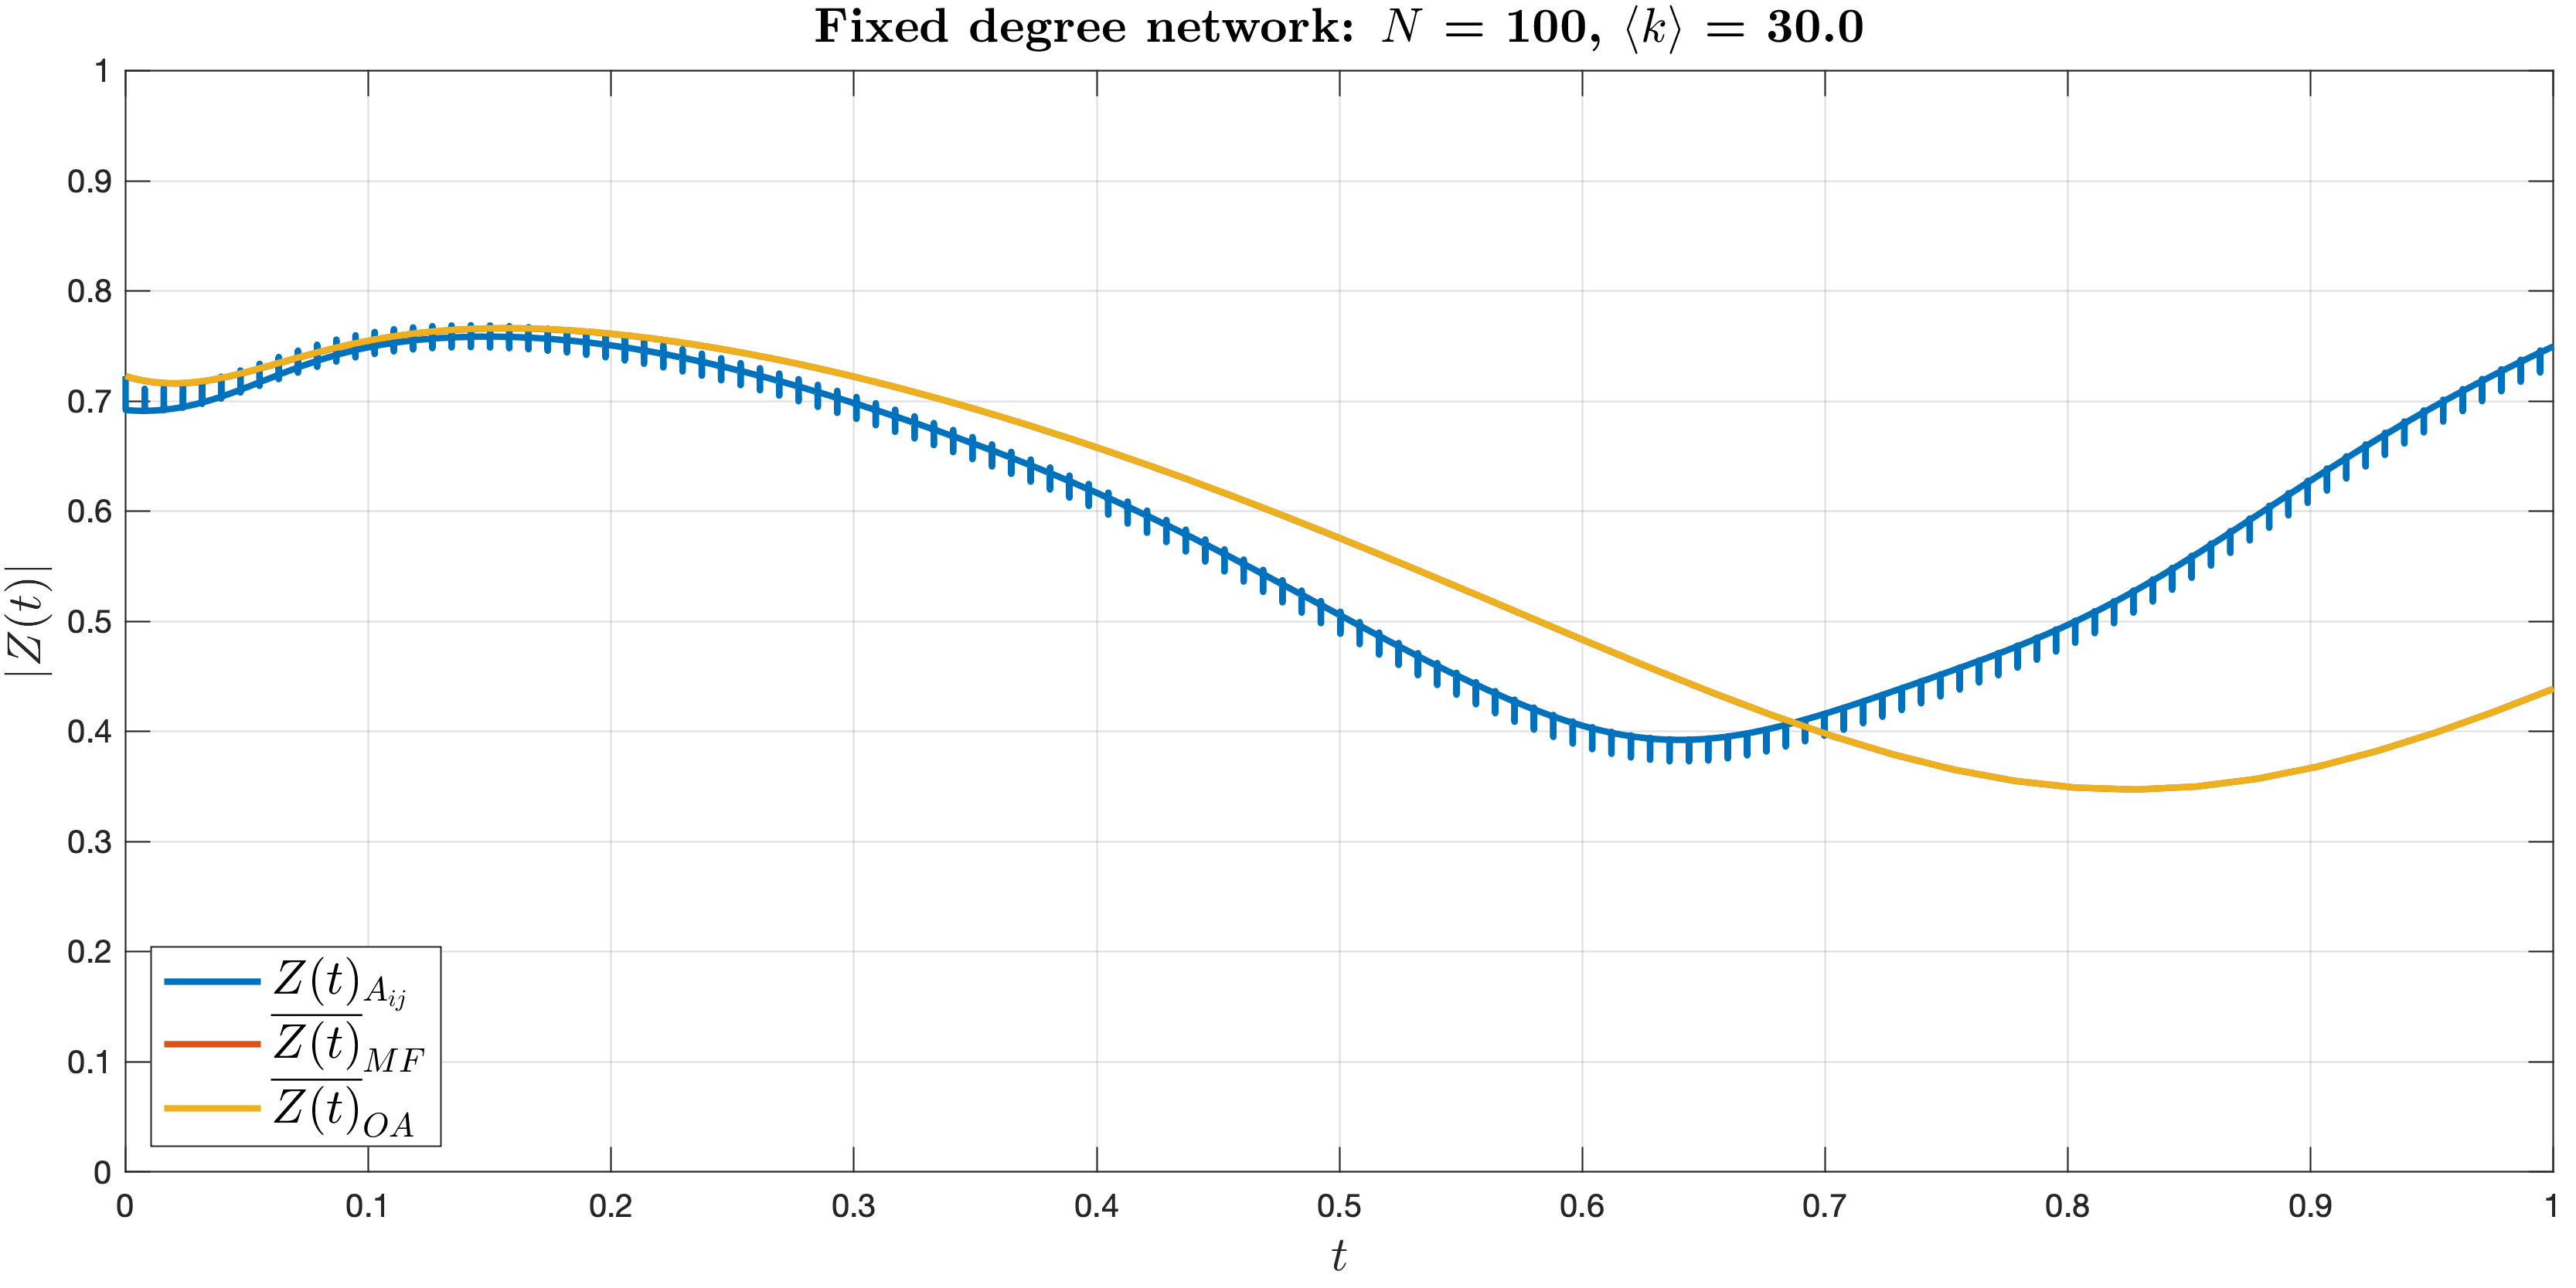 Fixed degree network: N = 100, ⟨k⟩ = 30.0
|Z(t)|
1
0.9
0.8
0.7
0.6
0.5
0.4
0.3
0.2
0.1
0
Z(t)_{A_{ij}}
\overline{Z(t)}_{MF}
\overline{Z(t)}_{OA}
0 0.1 0.2 0.3 0.4 0.5 0.6 0.7 0.8 0.9 1
t